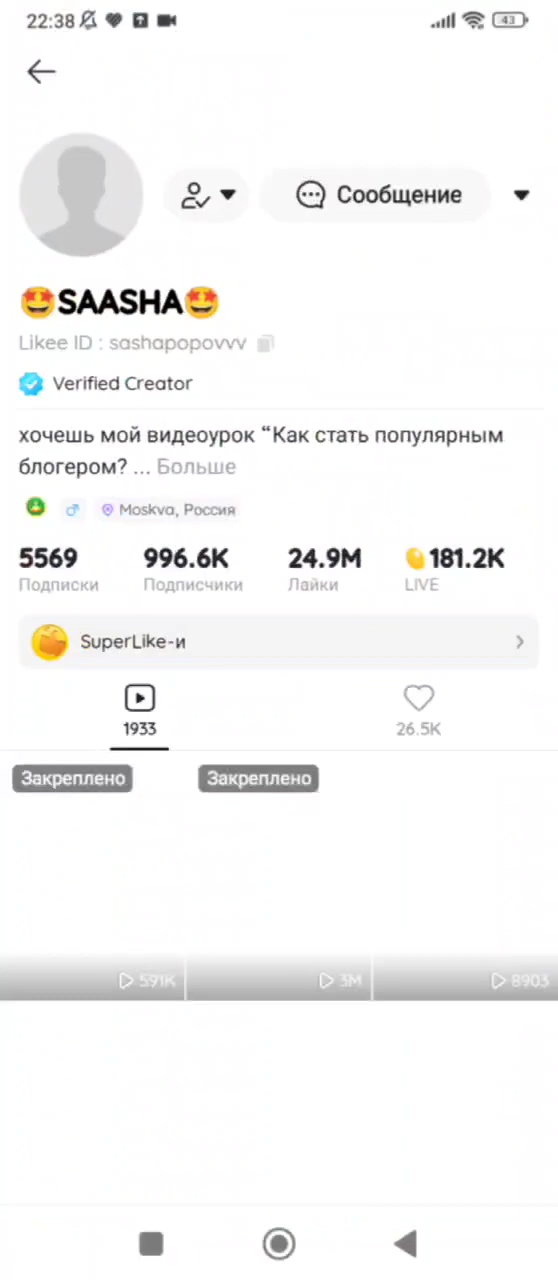 22:38
43
Сообщение
🤩SAASHA🤩
Likee ID : sashapopovvv
Verified Creator
хочешь мой видеоурок “Как стать популярным
блогером? ... Больше
Moskva, Россия
5569 996.6K 24.9M 181.2K
Подписки Подписчики Лайки LIVE
SuperLike-и
1933 26.5K
Закреплено Закреплено
591K 3M 8903